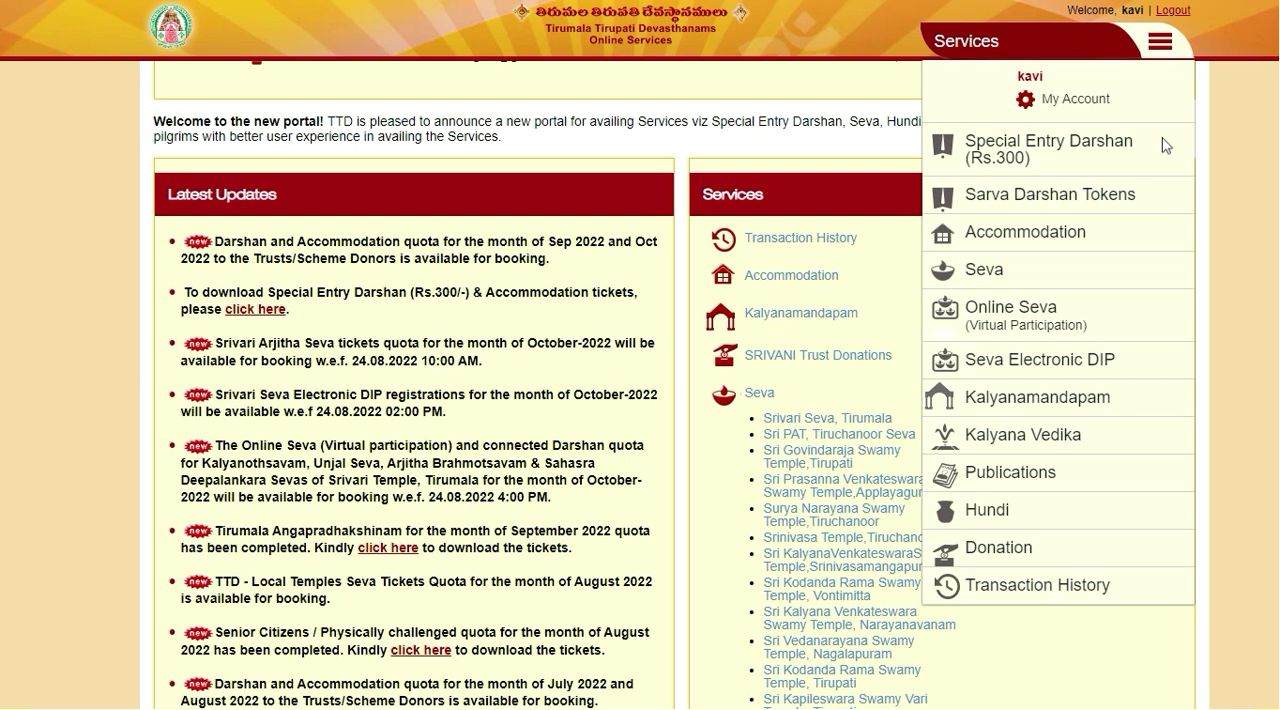 తిరుమల తిరుపతి దేవస్థానములు
Tirumala Tirupati Devasthanams
Online Services
Welcome, kavi | Logout
Services
kavi
My Account
Special Entry Darshan
(Rs.300)
Sarva Darshan Tokens
Accommodation
Seva
Online Seva
(Virtual Participation)
Seva Electronic DIP
Kalyanamandapam
Kalyana Vedika
Publications
Hundi
Donation
Transaction History
Welcome to the new portal! TTD is pleased to announce a new portal for availing Services viz Special Entry Darshan, Seva, Hundi
pilgrims with better user experience in availing the Services.
Latest Updates
new Darshan and Accommodation quota for the month of Sep 2022 and Oct
2022 to the Trusts/Scheme Donors is available for booking.
To download Special Entry Darshan (Rs.300/-) & Accommodation tickets,
please click here.
new Srivari Arjitha Seva tickets quota for the month of October-2022 will be
available for booking w.e.f. 24.08.2022 10:00 AM.
new Srivari Seva Electronic DIP registrations for the month of October-2022
will be available w.e.f 24.08.2022 02:00 PM.
new The Online Seva (Virtual participation) and connected Darshan quota
for Kalyanothsavam, Unjal Seva, Arjitha Brahmotsavam & Sahasra
Deepalankara Sevas of Srivari Temple, Tirumala for the month of October-
2022 will be available for booking w.e.f. 24.08.2022 4:00 PM.
new Tirumala Angapradhakshinam for the month of September 2022 quota
has been completed. Kindly click here to download the tickets.
new TTD - Local Temples Seva Tickets Quota for the month of August 2022
is available for booking.
new Senior Citizens / Physically challenged quota for the month of August
2022 has been completed. Kindly click here to download the tickets.
new Darshan and Accommodation quota for the month of July 2022 and
August 2022 to the Trusts/Scheme Donors is available for booking.
Services
Transaction History
Accommodation
Kalyanamandapam
SRIVANI Trust Donations
Seva
Srivari Seva, Tirumala
Sri PAT, Tiruchanoor Seva
Sri Govindaraja Swamy
Temple,Tirupati
Sri Prasanna Venkateswara
Swamy Temple,Applayagun
Surya Narayana Swamy
Temple,Tiruchanoor
Srinivasa Temple,Tiruchano
Sri KalyanaVenkateswaraS
Temple,Srinivasamangapur
Sri Kodanda Rama Swamy
Temple, Vontimitta
Sri Kalyana Venkateswara
Swamy Temple, Narayanavanam
Sri Vedanarayana Swamy
Temple, Nagalapuram
Sri Kodanda Rama Swamy
Temple, Tirupati
Sri Kapileswara Swamy Vari